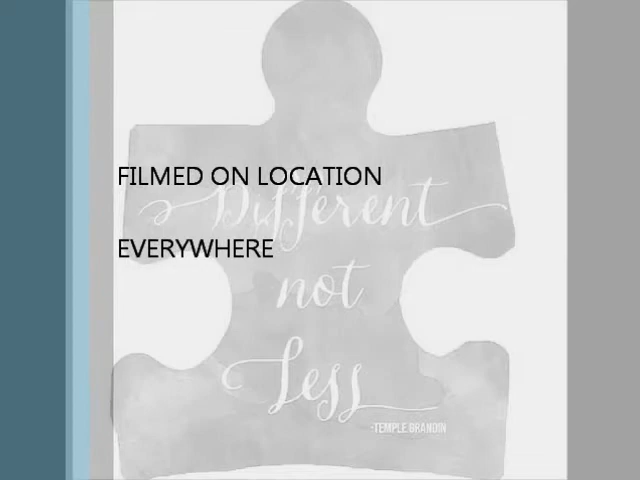 FILMED ON LOCATION
Different
EVERYWHERE
not
Less
-TEMPLE GRANDIN